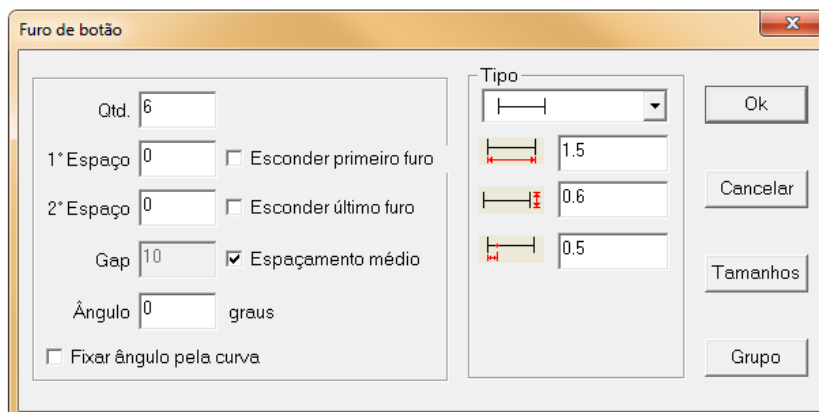 Furo de botão
Qtd. 6
1° Espaço 0 Esconder primeiro furo
2° Espaço 0 Esconder último furo
Gap 10 Espaçamento médio
Ângulo 0 graus
Fixar ângulo pela curva
Tipo
1.5
0.6
0.5
Ok
Cancelar
Tamanhos
Grupo